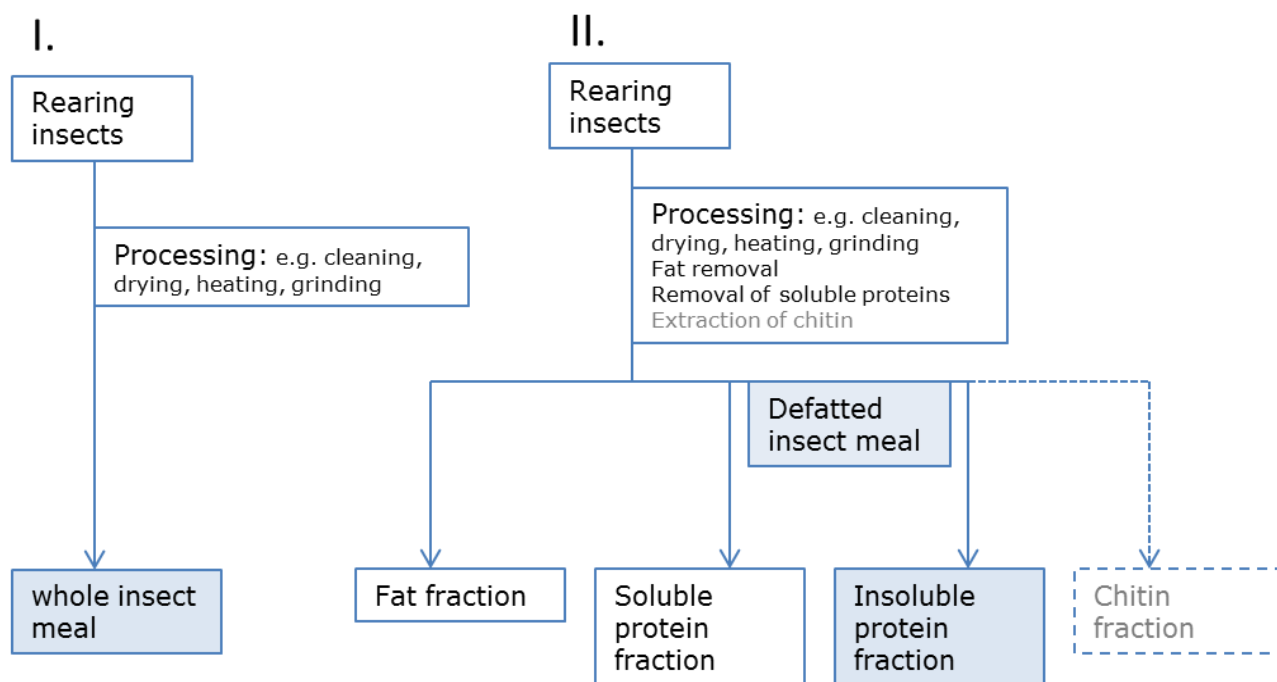 I.
Rearing
insects
Processing: e.g. cleaning,
drying, heating, grinding
whole insect
meal
II.
Rearing
insects
Processing: e.g. cleaning,
drying, heating, grinding
Fat removal
Removal of soluble proteins
Extraction of chitin
Defatted
insect meal
Fat fraction
Soluble
protein
fraction
Insoluble
protein
fraction
Chitin
fraction